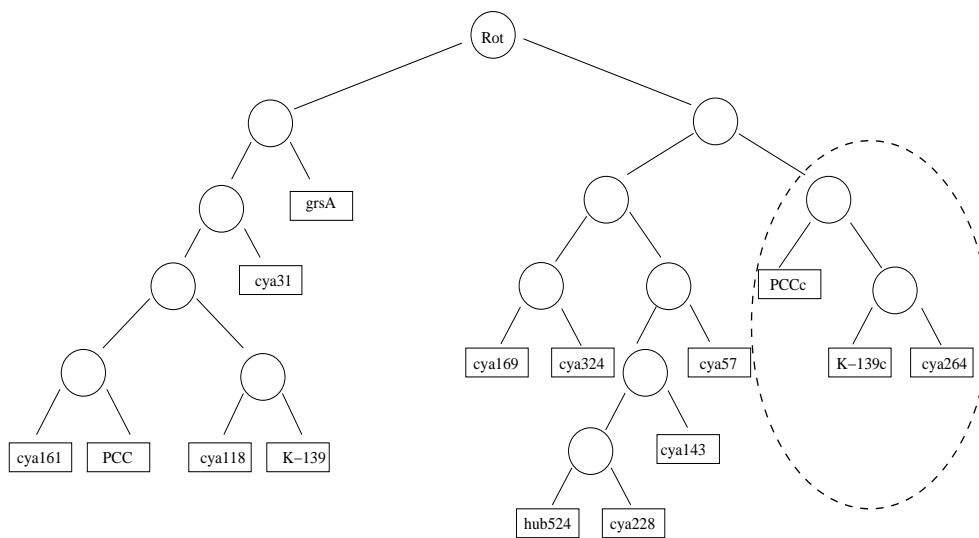 Rot
grsA
cya31
PCCc
cya169
cya324
cya57
K-139c
cya264
cya161
PCC
cya118
K-139
cya143
hub524
cya228